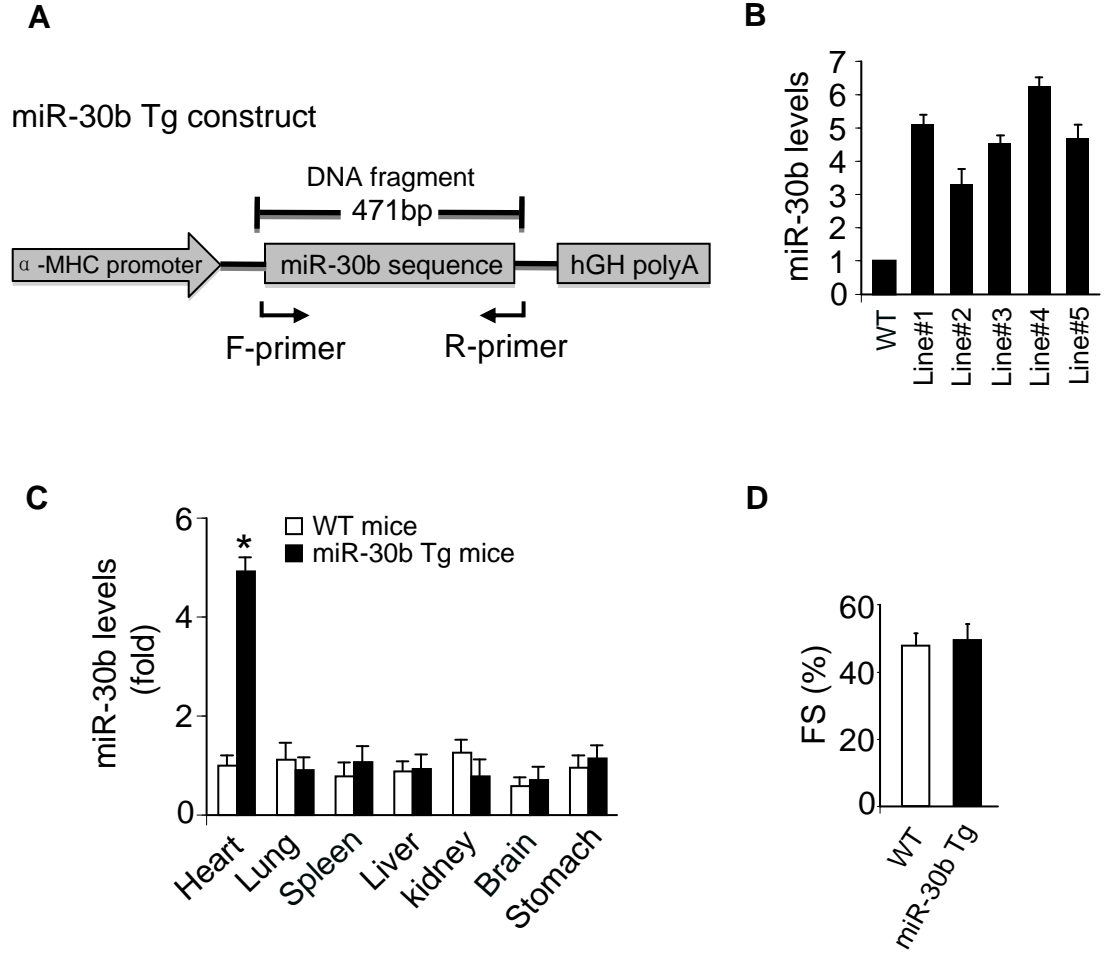 A
miR-30b Tg construct
DNA fragment
471bp
α -MHC promoter
miR-30b sequence
hGH polyA
F-primer
R-primer
B
miR-30b levels
7
6
5
4
3
2
1
0
WT
Line#1
Line#2
Line#3
Line#4
Line#5
C
miR-30b levels
(fold)
6
4
2
0
*
WT mice
miR-30b Tg mice
Heart
Lung
Spleen
Liver
kidney
Brain
Stomach
D
FS (%)
60
40
20
0
WT
miR-30b Tg